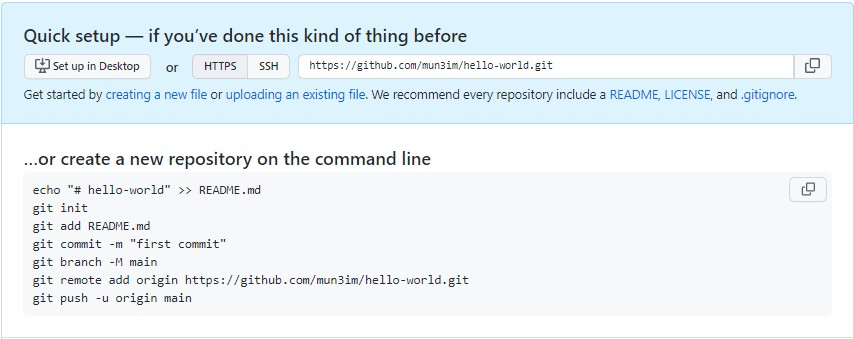 Quick setup — if you’ve done this kind of thing before
Set up in Desktop or HTTPS SSH https://github.com/mun3im/hello-world.git
Get started by creating a new file or uploading an existing file. We recommend every repository include a README, LICENSE, and .gitignore.
…or create a new repository on the command line
echo "# hello-world" >> README.md
git init
git add README.md
git commit -m "first commit"
git branch -M main
git remote add origin https://github.com/mun3im/hello-world.git
git push -u origin main